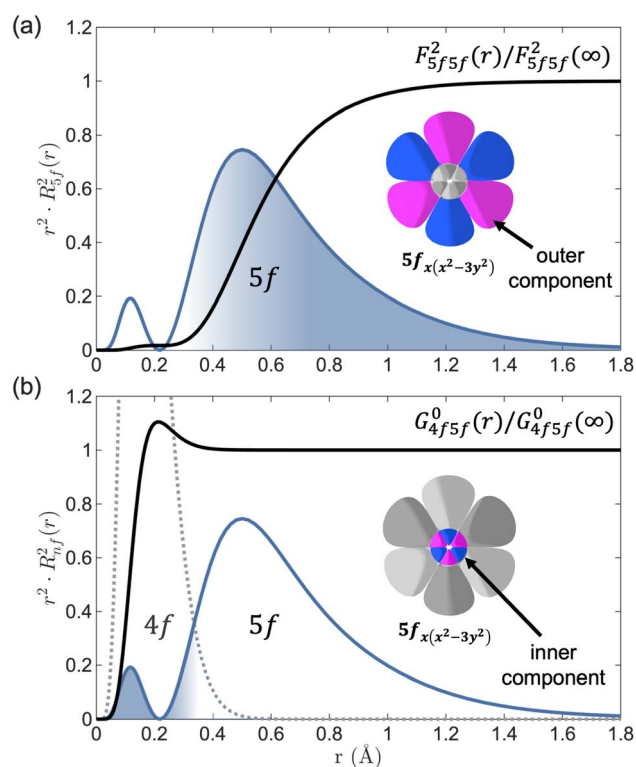 (a)
F²₅f₅f(r)/F²₅f₅f(∞)
1.2
1
0.8
0.6
0.4
0.2
0
r² · R²₅f(r)
5f
outer
component
5fₓ(ₓ²₋₃ᵧ²)
0 0.2 0.4 0.6 0.8 1 1.2 1.4 1.6 1.8
(b)
G⁰₄f₅f(r)/G⁰₄f₅f(∞)
1.2
1
0.8
0.6
0.4
0.2
0
r² · R²ₙf(r)
4f
5f
5fₓ(ₓ²₋₃ᵧ²)
inner
component
0 0.2 0.4 0.6 0.8 1 1.2 1.4 1.6 1.8
r (Å)